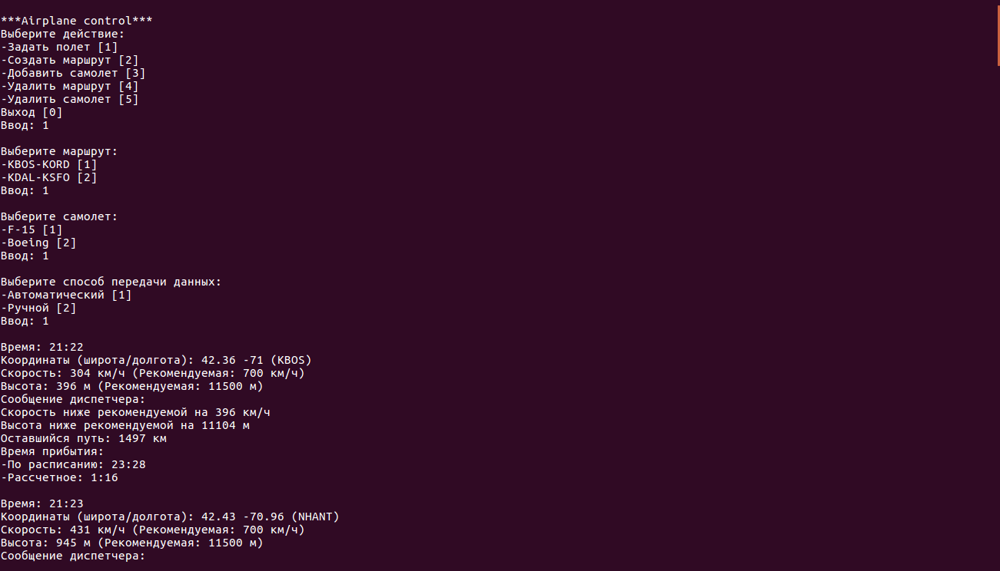 ***Airplane control***
Выберите действие:
-Задать полет [1]
-Создать маршрут [2]
-Добавить самолет [3]
-Удалить маршрут [4]
-Удалить самолет [5]
Выход [0]
Ввод: 1
Выберите маршрут:
-KBOS-KORD [1]
-KDAL-KSFO [2]
Ввод: 1
Выберите самолет:
-F-15 [1]
-Boeing [2]
Ввод: 1
Выберите способ передачи данных:
-Автоматический [1]
-Ручной [2]
Ввод: 1
Время: 21:22
Координаты (широта/долгота): 42.36 -71 (KBOS)
Скорость: 304 км/ч (Рекомендуемая: 700 км/ч)
Высота: 396 м (Рекомендуемая: 11500 м)
Сообщение диспетчера:
Скорость ниже рекомендуемой на 396 км/ч
Высота ниже рекомендуемой на 11104 м
Оставшийся путь: 1497 км
Время прибытия:
-По расписанию: 23:28
-Рассчетное: 1:16
Время: 21:23
Координаты (широта/долгота): 42.43 -70.96 (NHANT)
Скорость: 431 км/ч (Рекомендуемая: 700 км/ч)
Высота: 945 м (Рекомендуемая: 11500 м)
Сообщение диспетчера: